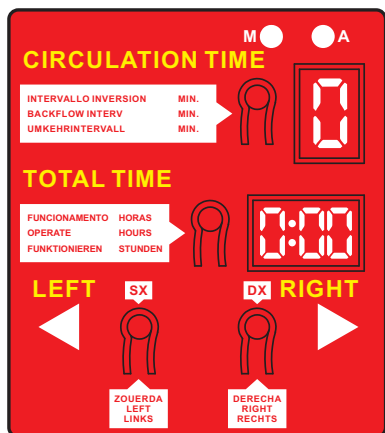 M A
CIRCULATION TIME
INTERVALLO INVERSION MIN.
BACKFLOW INTERV MIN.
UMKEHRINTERVALL MIN.
0
TOTAL TIME
FUNCIONAMENTO HORAS
OPERATE HOURS
FUNKTIONIEREN STUNDEN
0:00
LEFT SX DX RIGHT
ZOUERDA
LEFT
LINKS
DERECHA
RIGHT
RECHTS